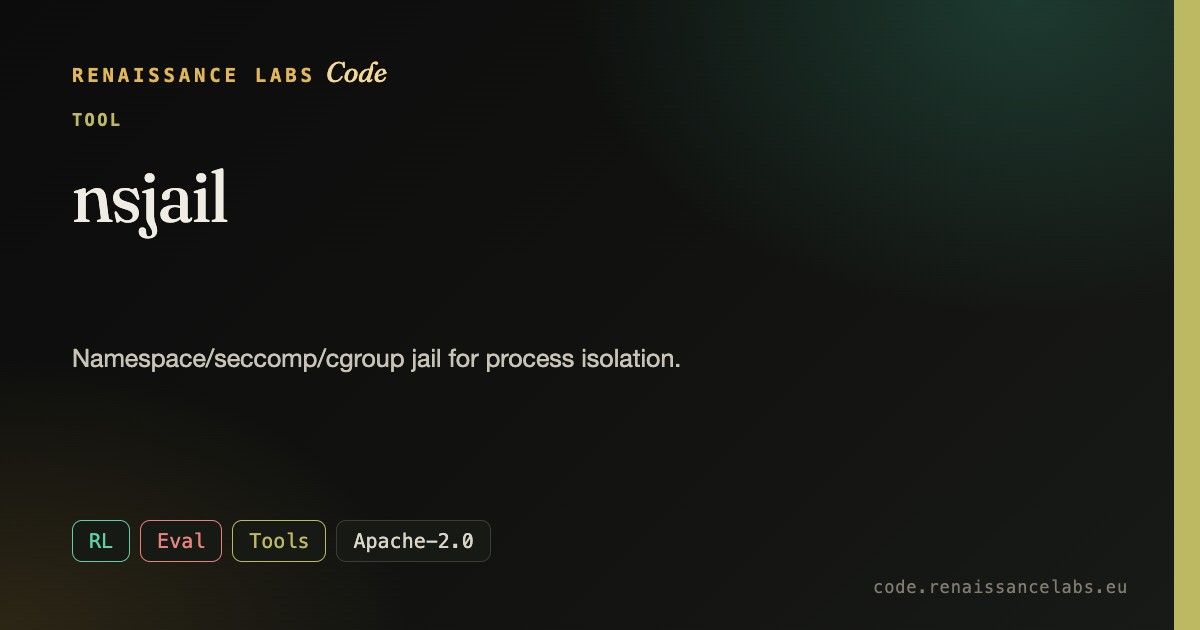 RENAISSANCE LABS Code
TOOL
nsjail
Namespace/seccomp/cgroup jail for process isolation.
RL Eval Tools Apache-2.0
code.renaissancelabs.eu